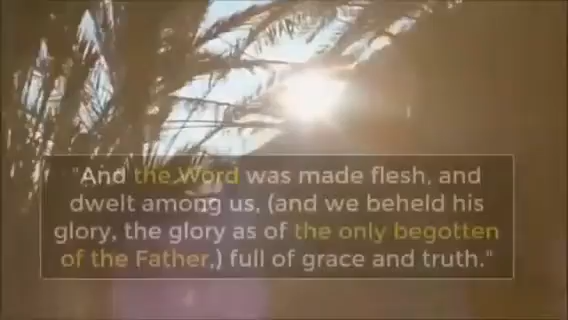 "And the Word was made flesh, and
dwelt among us, (and we beheld his
glory, the glory as of the only begotten
of the Father,) full of grace and truth."